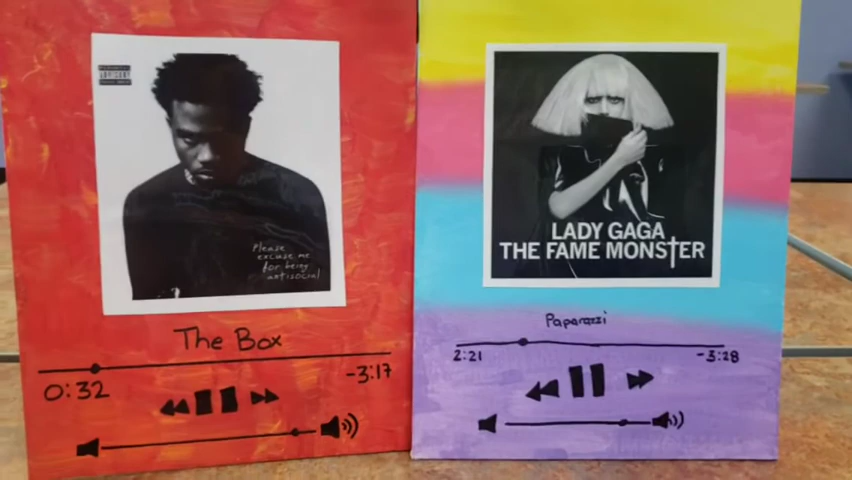 Please
excuse me
for being
antisocial
The Box
0:32
-3:17
LADY GAGA
THE FAME MONSTER
Paparazzi
2:21
-3:28